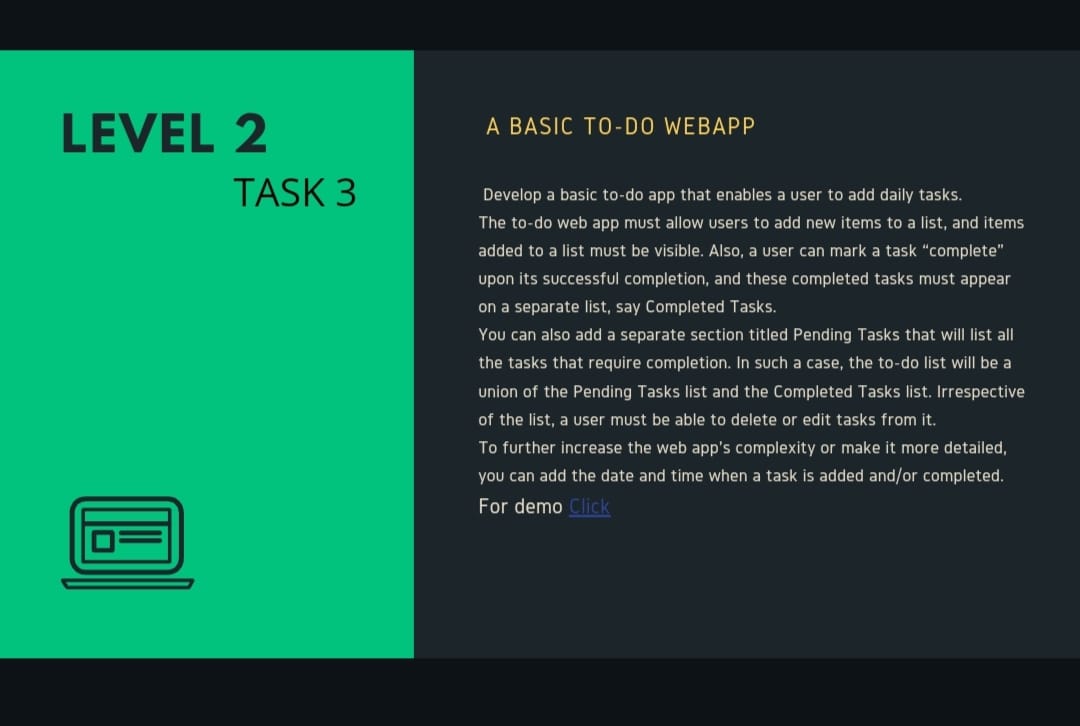 LEVEL 2
TASK 3
A BASIC TO-DO WEBAPP
Develop a basic to-do app that enables a user to add daily tasks.
The to-do web app must allow users to add new items to a list, and items
added to a list must be visible. Also, a user can mark a task “complete”
upon its successful completion, and these completed tasks must appear
on a separate list, say Completed Tasks.
You can also add a separate section titled Pending Tasks that will list all
the tasks that require completion. In such a case, the to-do list will be a
union of the Pending Tasks list and the Completed Tasks list. Irrespective
of the list, a user must be able to delete or edit tasks from it.
To further increase the web app's complexity or make it more detailed,
you can add the date and time when a task is added and/or completed.
For demo Click